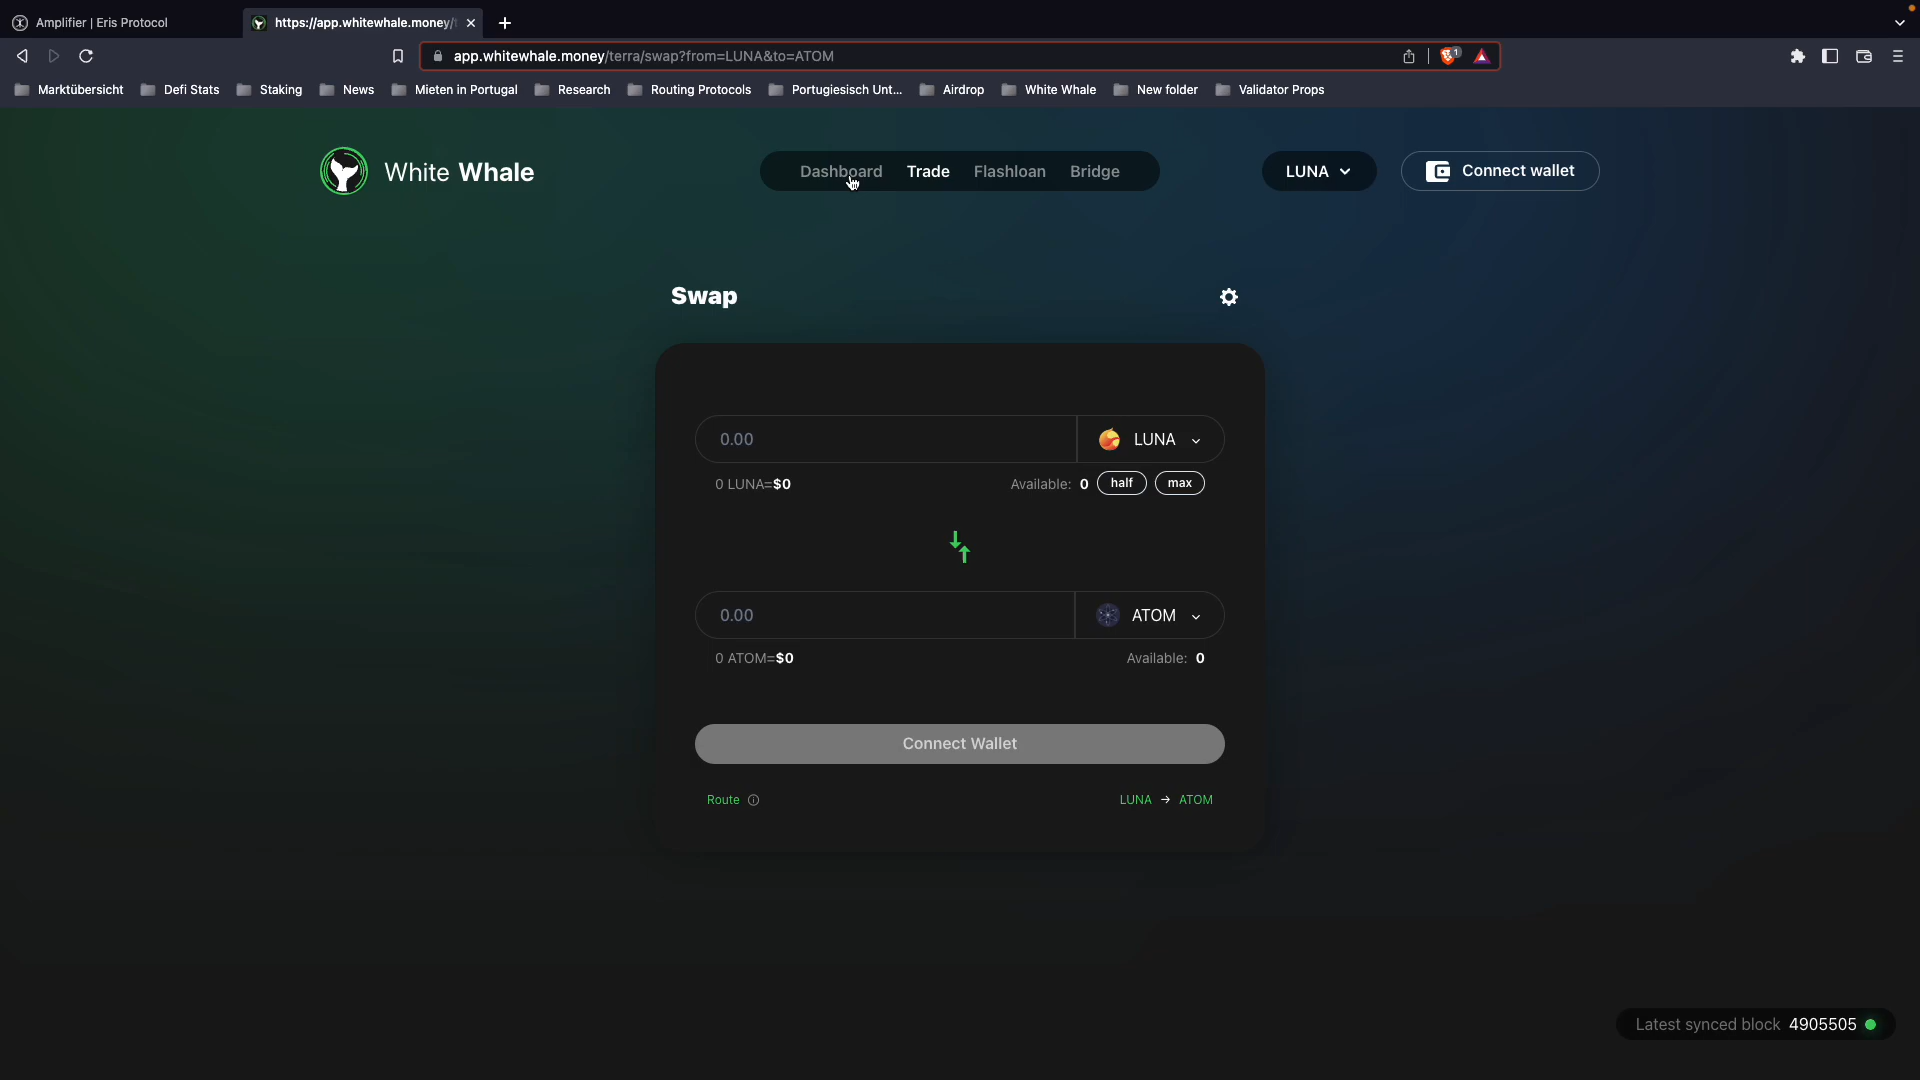 Amplifier | Eris Protocol
https://app.whitewhale.money/t
app.whitewhale.money/terra/swap?from=LUNA&to=ATOM
1
Marktübersicht
Defi Stats
Staking
News
Mieten in Portugal
Research
Routing Protocols
Portugiesisch Unt...
Airdrop
White Whale
New folder
Validator Props
White Whale
Dashboard
Trade
Flashloan
Bridge
LUNA
Connect wallet
Swap
0.00
LUNA
0 LUNA=$0
Available: 0
half
max
0.00
ATOM
0 ATOM=$0
Available: 0
Connect Wallet
Route
LUNA → ATOM
Latest synced block 4905505